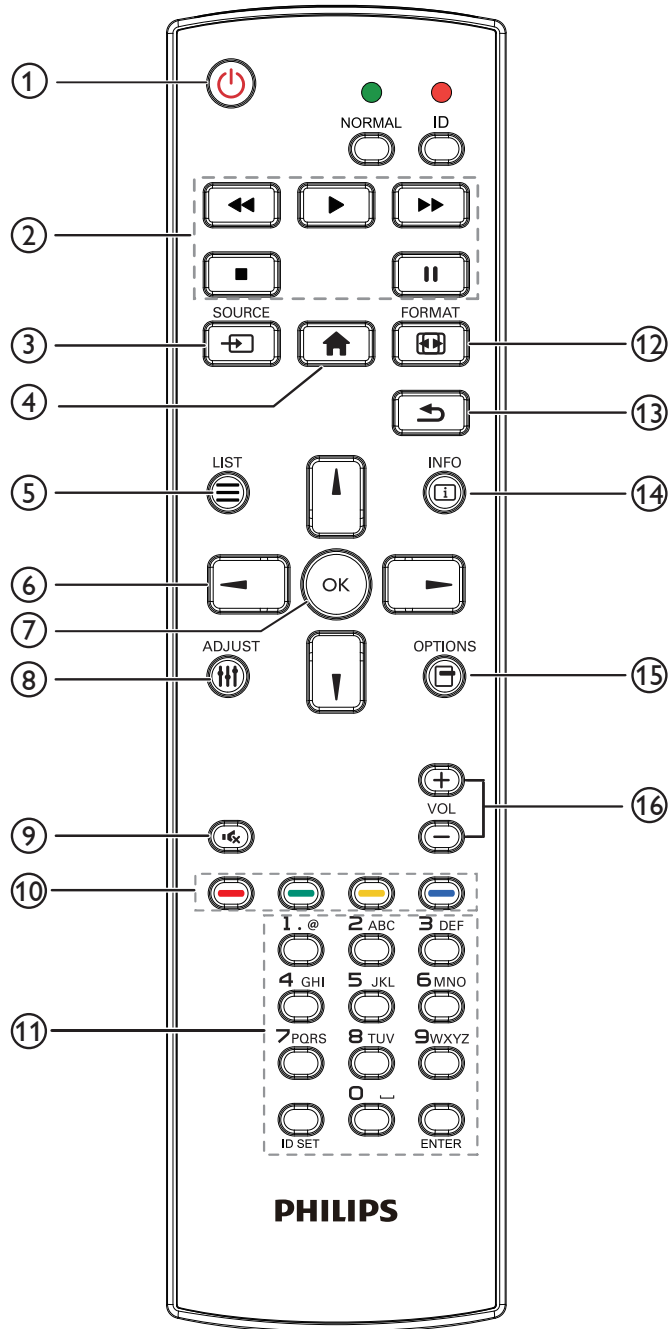 ①
NORMAL ID
②
SOURCE FORMAT
③ ⑫
④
⑬
LIST INFO
⑤ i ⑭
⑥
OK
⑦
ADJUST OPTIONS
⑧ ⑮
+
VOL ⑯
⑨ −
⑩
1 . @ 2 ABC 3 DEF
4 GHI 5 JKL 6 MNO
⑪
7 PQRS 8 TUV 9 WXYZ
0 ⎵
ID SET ENTER
PHILIPS